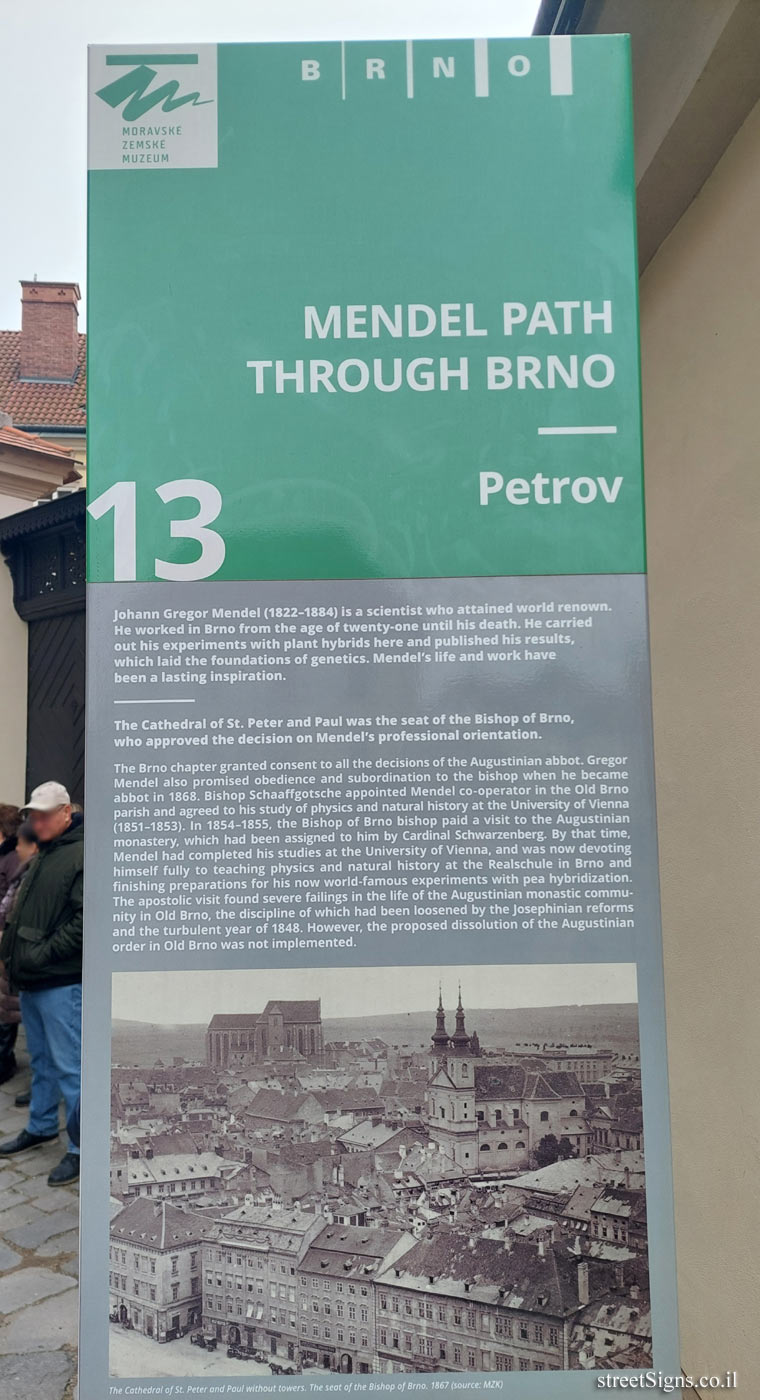 BRNO
MORAVSKÉ
ZEMSKÉ
MUZEUM
MENDEL PATH
THROUGH BRNO
Petrov
13
Johann Gregor Mendel (1822–1884) is a scientist who attained world renown.
He worked in Brno from the age of twenty-one until his death. He carried
out his experiments with plant hybrids here and published his results,
which laid the foundations of genetics. Mendel's life and work have
been a lasting inspiration.
The Cathedral of St. Peter and Paul was the seat of the Bishop of Brno,
who approved the decision on Mendel's professional orientation.
The Brno chapter granted consent to all the decisions of the Augustinian abbot. Gregor
Mendel also promised obedience and subordination to the bishop when he became
abbot in 1868. Bishop Schaaffgotsche appointed Mendel co-operator in the Old Brno
parish and agreed to his study of physics and natural history at the University of Vienna
(1851–1853). In 1854–1855, the Bishop of Brno bishop paid a visit to the Augustinian
monastery, which had been assigned to him by Cardinal Schwarzenberg. By that time,
Mendel had completed his studies at the University of Vienna, and was now devoting
himself fully to teaching physics and natural history at the Realschule in Brno and
finishing preparations for his now world-famous experiments with pea hybridization.
The apostolic visit found severe failings in the life of the Augustinian monastic commu-
nity in Old Brno, the discipline of which had been loosened by the Josephinian reforms
and the turbulent year of 1848. However, the proposed dissolution of the Augustinian
order in Old Brno was not implemented.
The Cathedral of St. Peter and Paul without towers. The seat of the Bishop of Brno. 1867 (source: MZK)
streetSigns.co.il